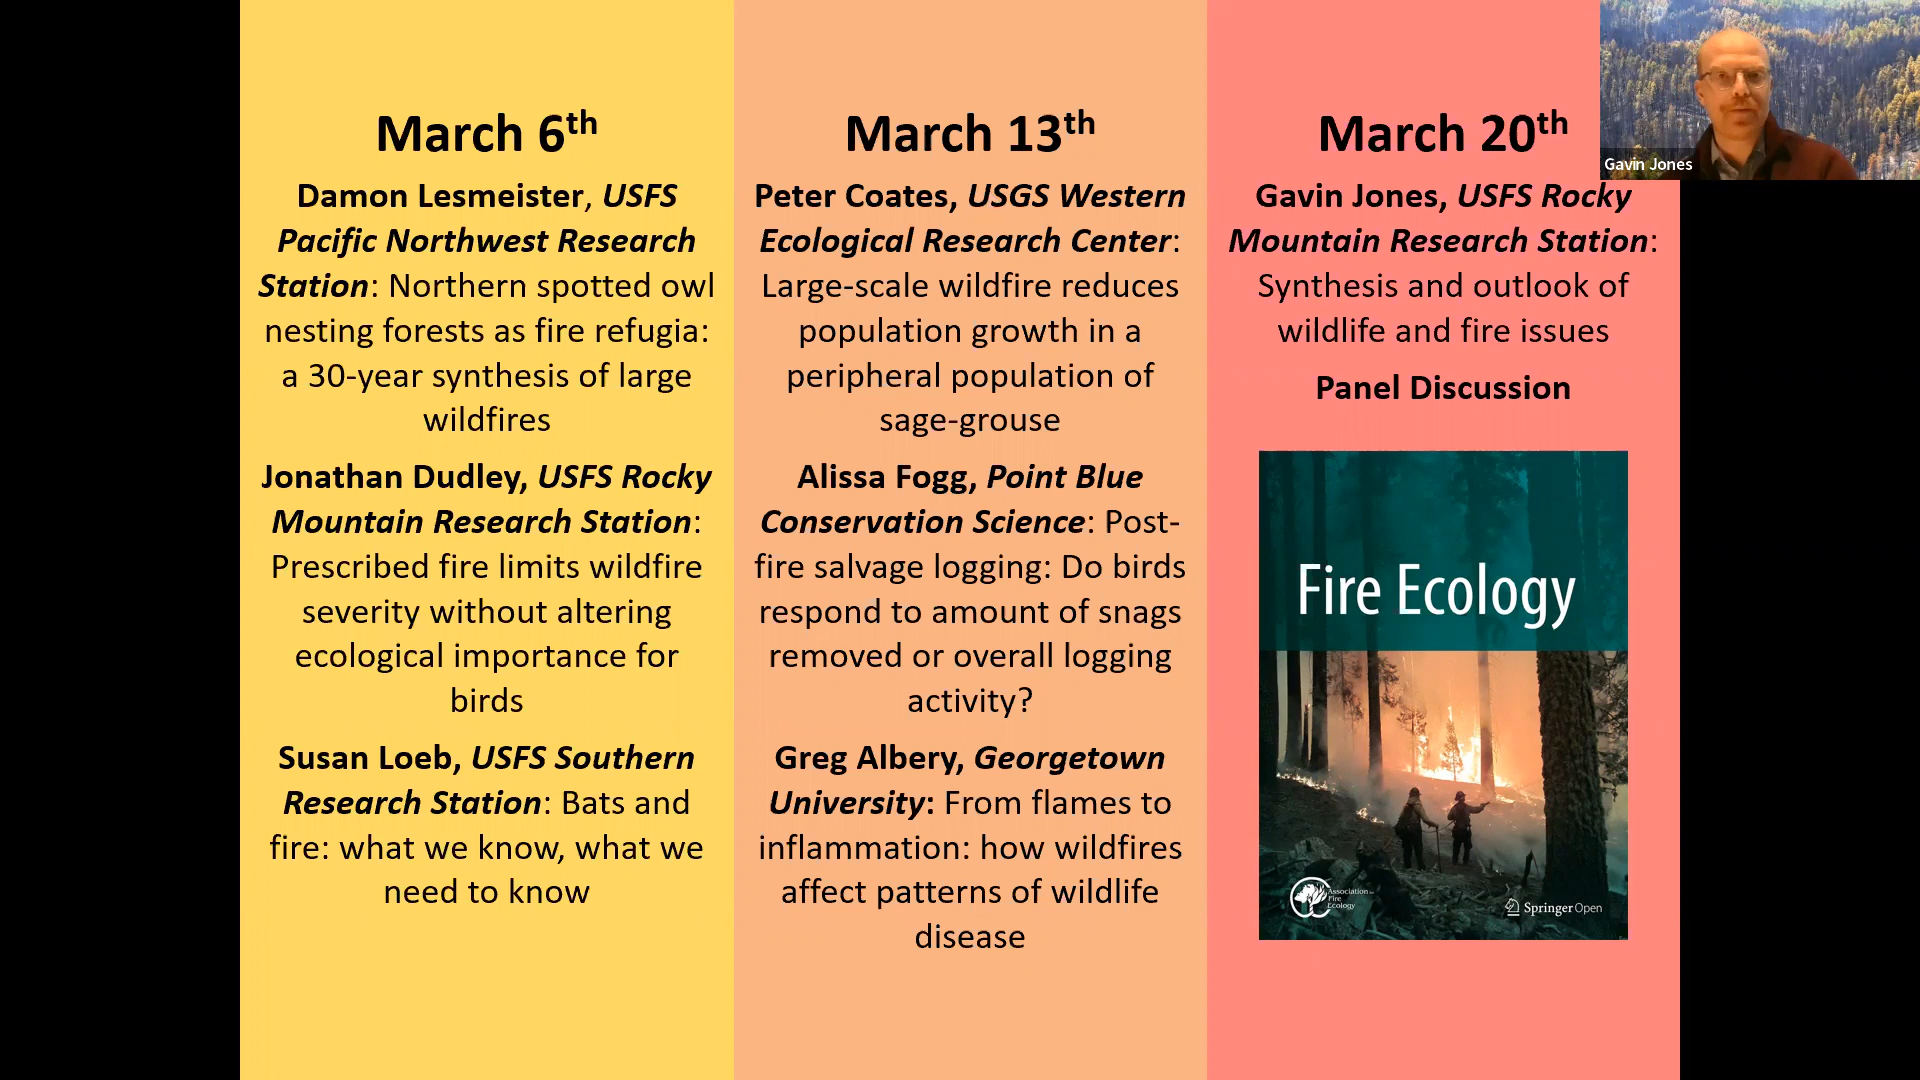 March 6th
Damon Lesmeister, USFS
Pacific Northwest Research
Station: Northern spotted owl
nesting forests as fire refugia:
a 30-year synthesis of large
wildfires
Jonathan Dudley, USFS Rocky
Mountain Research Station:
Prescribed fire limits wildfire
severity without altering
ecological importance for
birds
Susan Loeb, USFS Southern
Research Station: Bats and
fire: what we know, what we
need to know
March 13th
Peter Coates, USGS Western
Ecological Research Center:
Large-scale wildfire reduces
population growth in a
peripheral population of
sage-grouse
Alissa Fogg, Point Blue
Conservation Science: Post-
fire salvage logging: Do birds
respond to amount of snags
removed or overall logging
activity?
Greg Albery, Georgetown
University: From flames to
inflammation: how wildfires
affect patterns of wildlife
disease
March 20th
Gavin Jones, USFS Rocky
Mountain Research Station:
Synthesis and outlook of
wildlife and fire issues
Panel Discussion
Fire Ecology
Association
Fire
Ecology
Springer Open
Gavin Jones